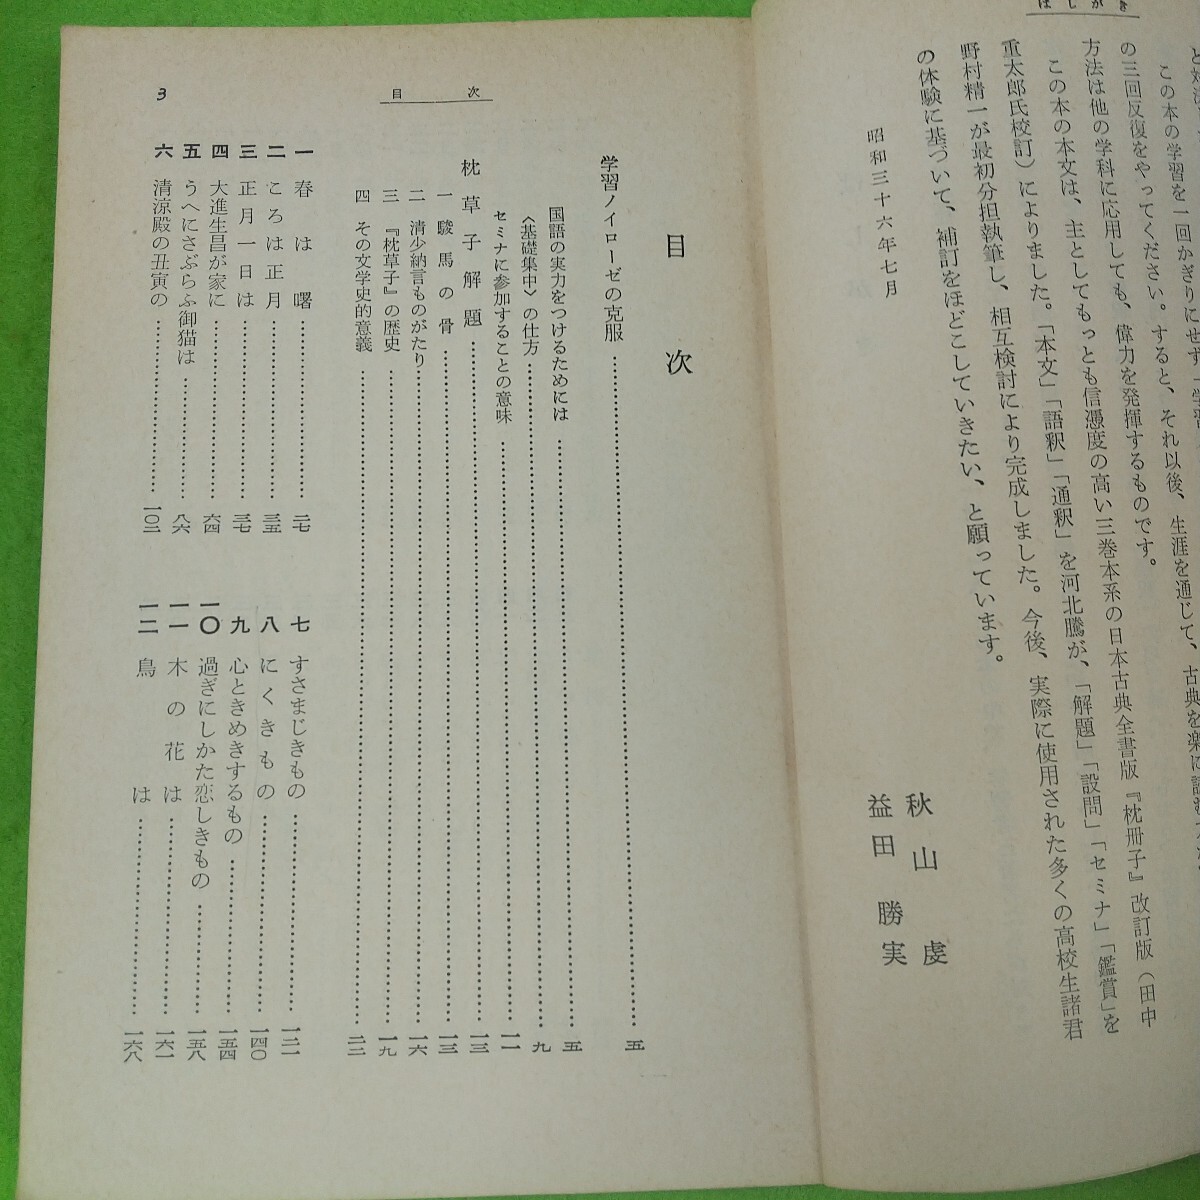 はしがき
この本の学習を一回かぎりにせず「学習
の三回反復をやってください。すると、それ以後、生涯を通じて、古典を楽に読
方法は他の学科に応用しても、偉力を発揮するものです。
この本の本文は、主としてもっとも信憑度の高い三巻本系の日本古典全書版『枕冊子』改訂版（田中
重太郎氏校訂）によりました。「本文」「語釈」「通釈」を河北騰が、「解題」「設問」「セミナ」「鑑賞」を
野村精一が最初分担執筆し、相互検討により完成しました。今後、実際に使用された多くの高校生諸君
の体験に基づいて、補訂をほどこしていきたい、と願っています。
昭和三十六年七月
秋山虔
益田勝実
目次
3
目次
学習ノイローゼの克服……五
国語の実力をつけるためには……五
〈基礎集中〉の仕方……九
セミナに参加することの意味……一一
枕草子解題……一三
一 駿馬の骨……一三
二 清少納言ものがたり……一六
三 『枕草子』の歴史……一九
四 その文学史的意義……二二
一 春は曙……二七
二 ころは正月……三五
三 正月一日は……三七
四 大進生昌が家に……六四
五 うへにさぶらふ御猫は……八六
六 清涼殿の丑寅の……一〇二
七 すさまじきもの……一二一
八 にくきもの……一四〇
九 心ときめきするもの……一五四
一〇 過ぎにしかた恋しきもの……一五八
一一 木の花は……一六一
一二 鳥は……一六八